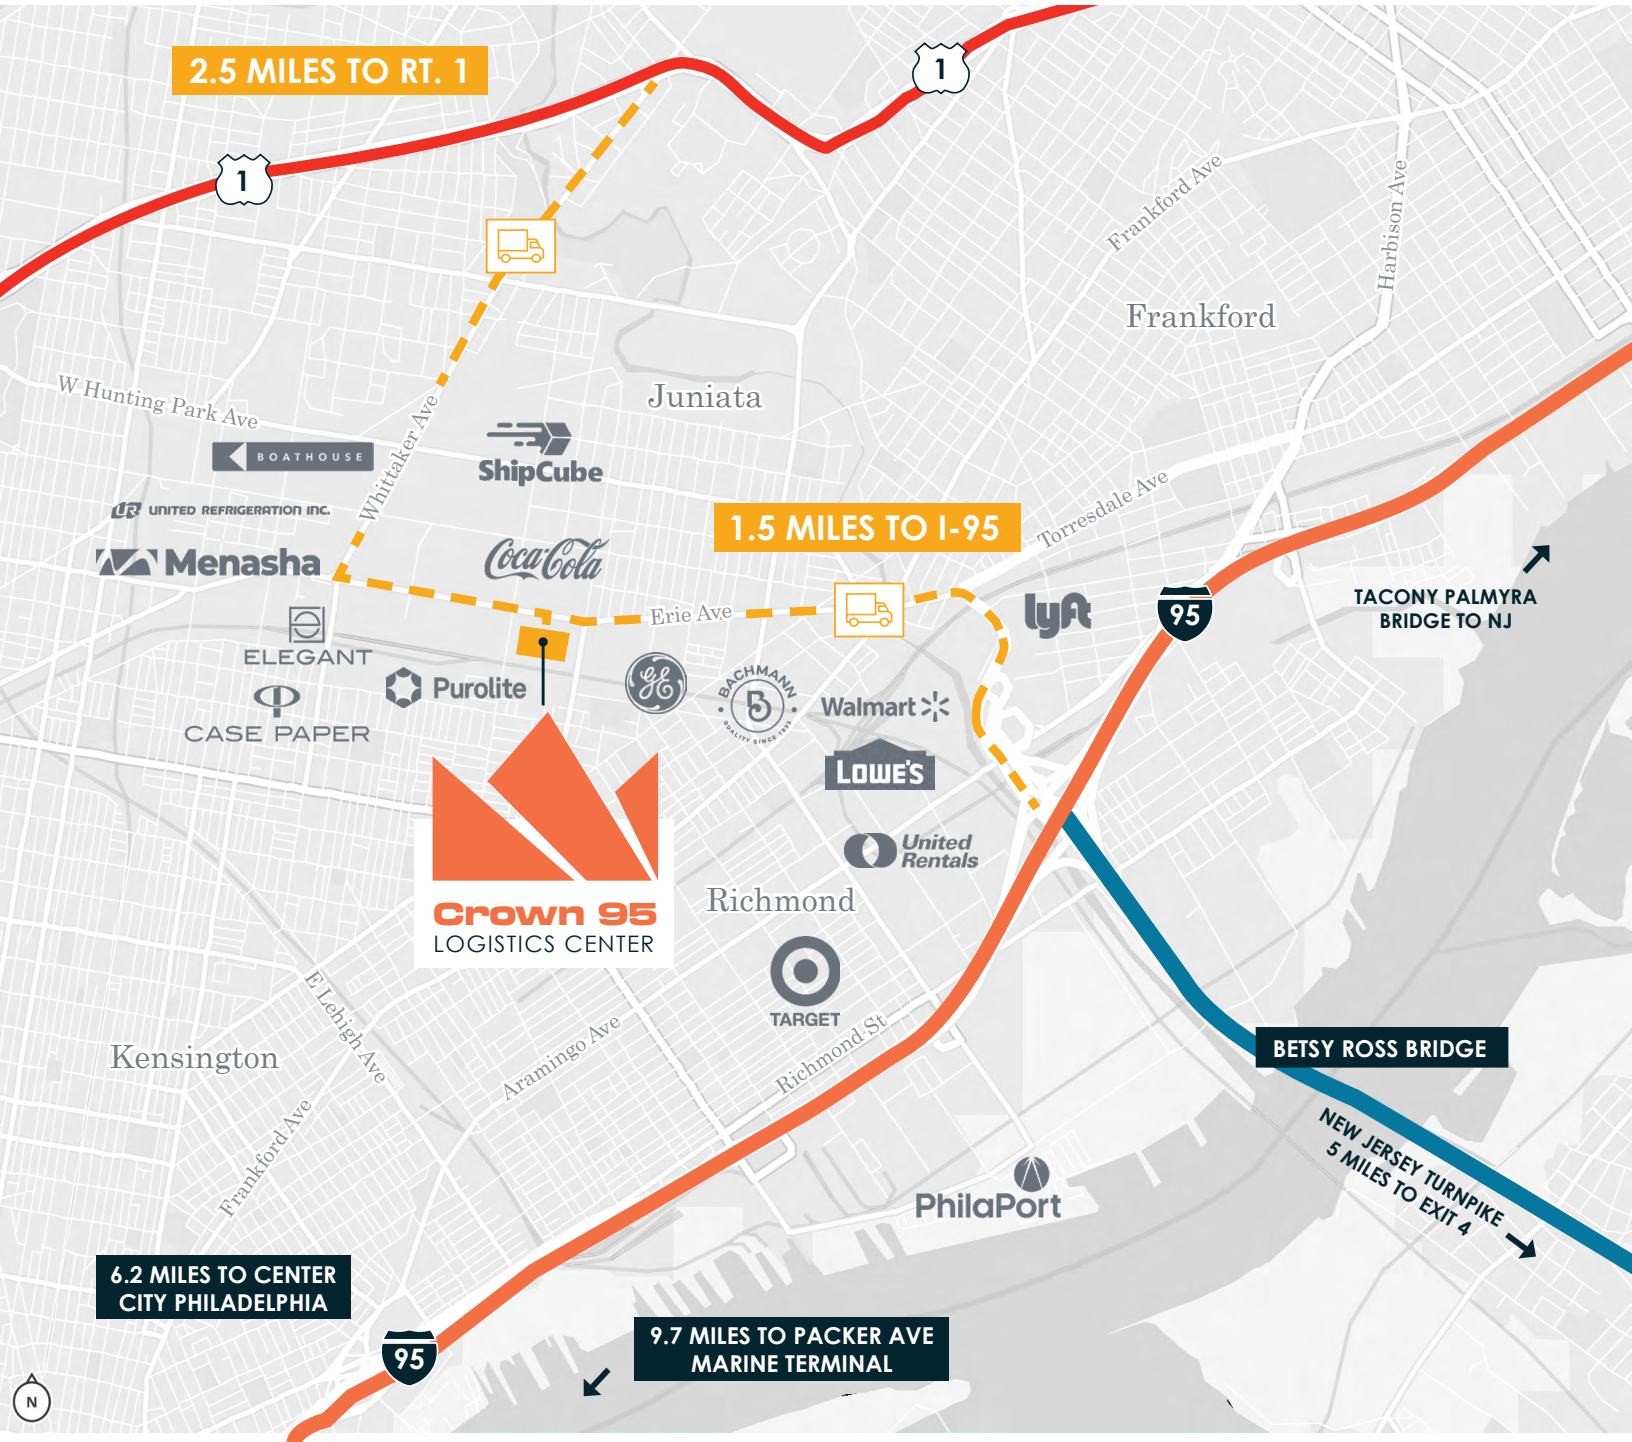 2.5 MILES TO RT. 1
1
1
Frankford Ave
Harbison Ave
Frankford
W Hunting Park Ave
Juniata
Whittaker Ave
BOATHOUSE
ShipCube
UR UNITED REFRIGERATION INC.
Menasha
Coca-Cola
1.5 MILES TO I-95
Torresdale Ave
Erie Ave
lyft
95
TACONY PALMYRA
BRIDGE TO NJ
ELEGANT
CASE PAPER
Purolite
GE
BACHMANN
B
QUALITY SINCE 1833
Walmart
LOWE'S
United
Rentals
Crown 95
LOGISTICS CENTER
Richmond
TARGET
Richmond St
E Lehigh Ave
Aramingo Ave
Kensington
Frankford Ave
BETSY ROSS BRIDGE
NEW JERSEY TURNPIKE
5 MILES TO EXIT 4
PhilaPort
6.2 MILES TO CENTER
CITY PHILADELPHIA
9.7 MILES TO PACKER AVE
MARINE TERMINAL
95
N